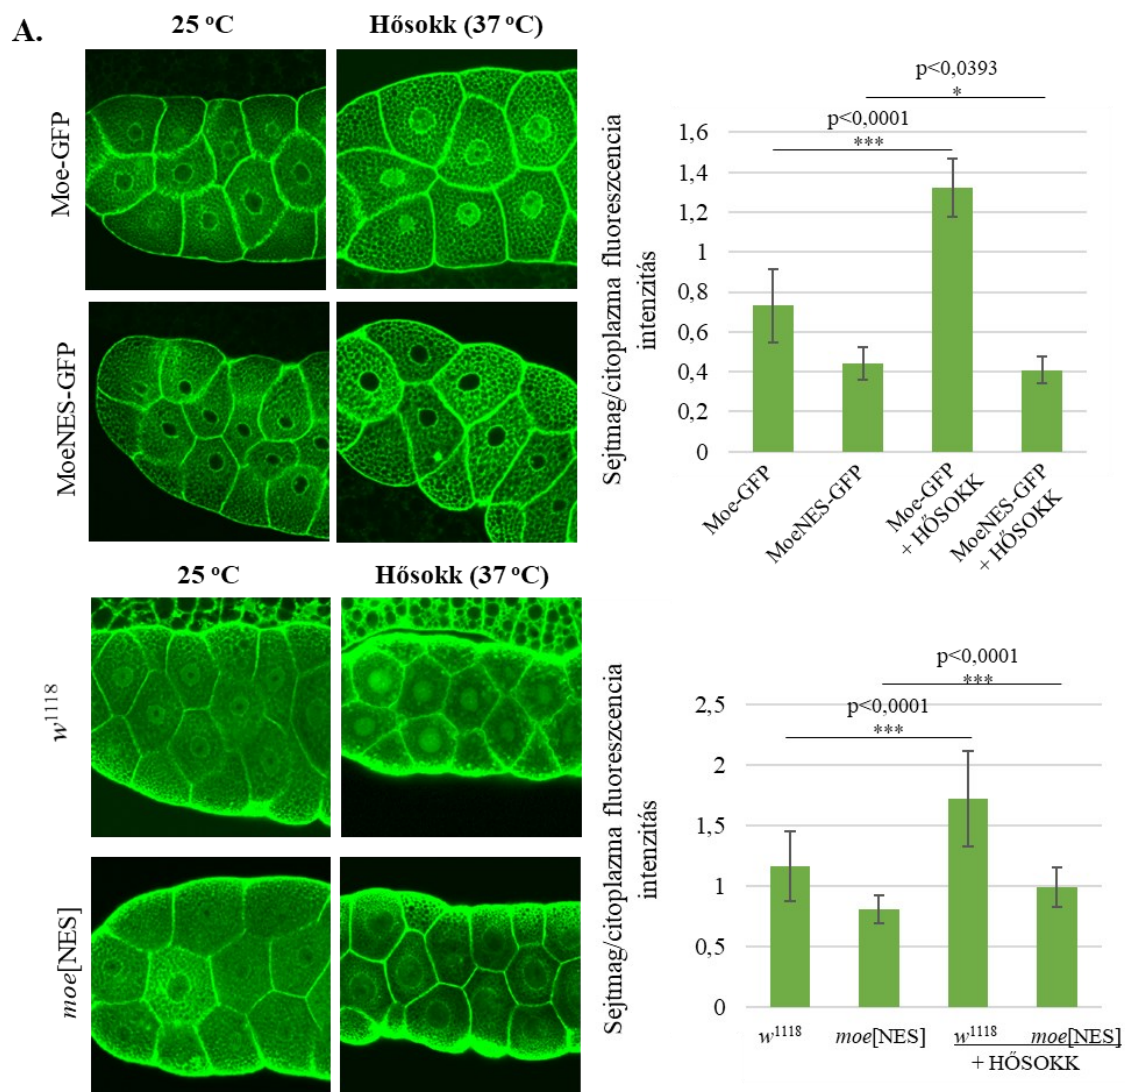 A.
25 °C
Hősokk (37 °C)
Moe-GFP
MoeNES-GFP
p<0,0393
*
p<0,0001
***
1,6
1,4
1,2
1
0,8
0,6
0,4
0,2
0
Sejtmag/citoplazma fluoreszcencia
intenzitás
Moe-GFP
MoeNES-GFP
Moe-GFP
+ HŐSOKK
MoeNES-GFP
+ HŐSOKK
25 °C
Hősokk (37 °C)
w1118
moe[NES]
p<0,0001
***
p<0,0001
***
2,5
2
1,5
1
0,5
0
Sejtmag/citoplazma fluoreszcencia
intenzitás
w1118
moe[NES]
w1118
moe[NES]
+ HŐSOKK